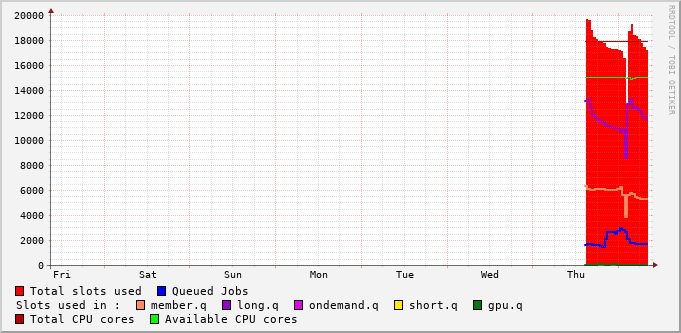 20000
18000
16000
14000
12000
10000
8000
6000
4000
2000
0
Fri Sat Sun Mon Tue Wed Thu
Total slots used Queued Jobs
Slots used in : member.q long.q ondemand.q short.q gpu.q
Total CPU cores Available CPU cores
RRDTOOL / TOBI OETIKER